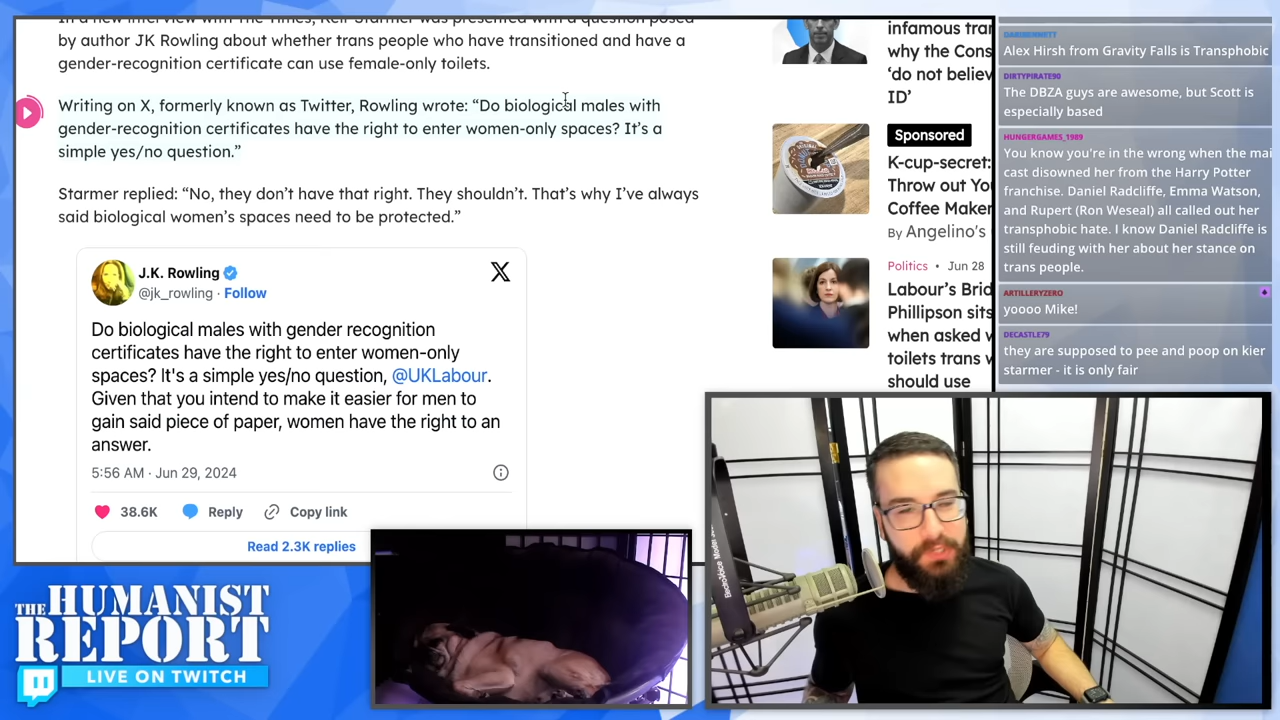 In a new interview with The Times, Keir Starmer was presented with a question posed
by author JK Rowling about whether trans people who have transitioned and have a
gender-recognition certificate can use female-only toilets.
Writing on X, formerly known as Twitter, Rowling wrote: “Do biological males with
gender-recognition certificates have the right to enter women-only spaces? It’s a
simple yes/no question.”
Starmer replied: “No, they don’t have that right. They shouldn’t. That’s why I’ve always
said biological women’s spaces need to be protected.”
J.K. Rowling
@jk_rowling · Follow
X
Do biological males with gender recognition
certificates have the right to enter women-only
spaces? It's a simple yes/no question, @UKLabour.
Given that you intend to make it easier for men to
gain said piece of paper, women have the right to an
answer.
5:56 AM · Jun 29, 2024
38.6K Reply Copy link
Read 2.3K replies
infamous tran
why the Cons
‘do not believ
ID’
Sponsored
K-cup-secret:
Throw out You
Coffee Maker
By Angelino's
Politics • Jun 28
Labour’s Brid
Phillipson sits
when asked w
toilets trans w
should use
Alex Hirsh from Gravity Falls is Transphobic
DIRTYPIRATE90
The DBZA guys are awesome, but Scott is
especially based
HUNGERGAMES_1989
You know you're in the wrong when the mai
cast disowned her from the Harry Potter
franchise. Daniel Radcliffe, Emma Watson,
and Rupert (Ron Weseal) all called out her
transphobic hate. I know Daniel Radcliffe is
still feuding with her about her stance on
trans people.
ARTILLERYZERO
yoooo Mike!
DECASTLE79
they are supposed to pee and poop on kier
starmer - it is only fair
THE
HUMANIST
REPORT
LIVE ON TWITCH